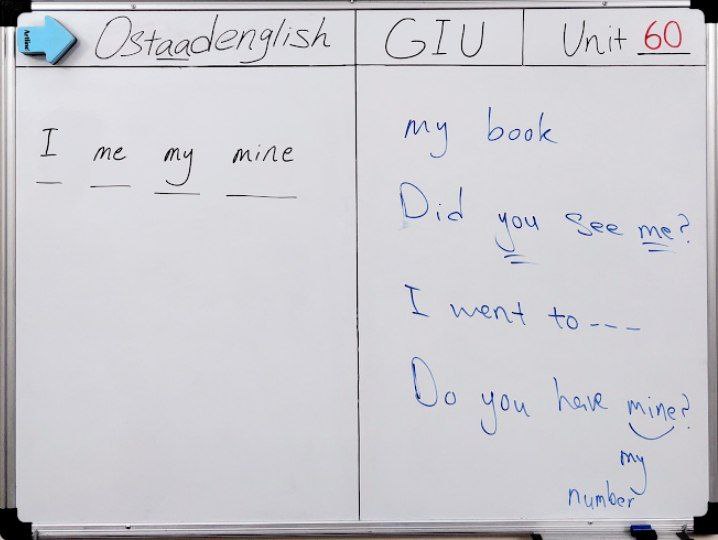 Ostaadenglish
GIU
Unit 60
I me my mine
my book
Did you see me?
I went to ---
Do you have mine?
my
number